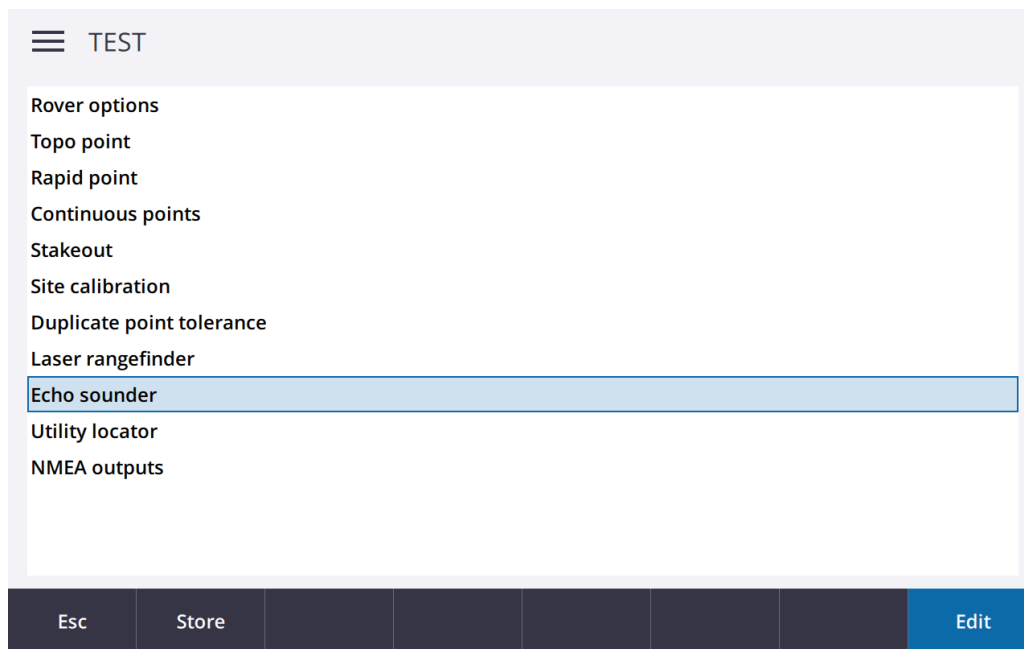 TEST
Rover options
Topo point
Rapid point
Continuous points
Stakeout
Site calibration
Duplicate point tolerance
Laser rangefinder
Echo sounder
Utility locator
NMEA outputs
Esc Store Edit